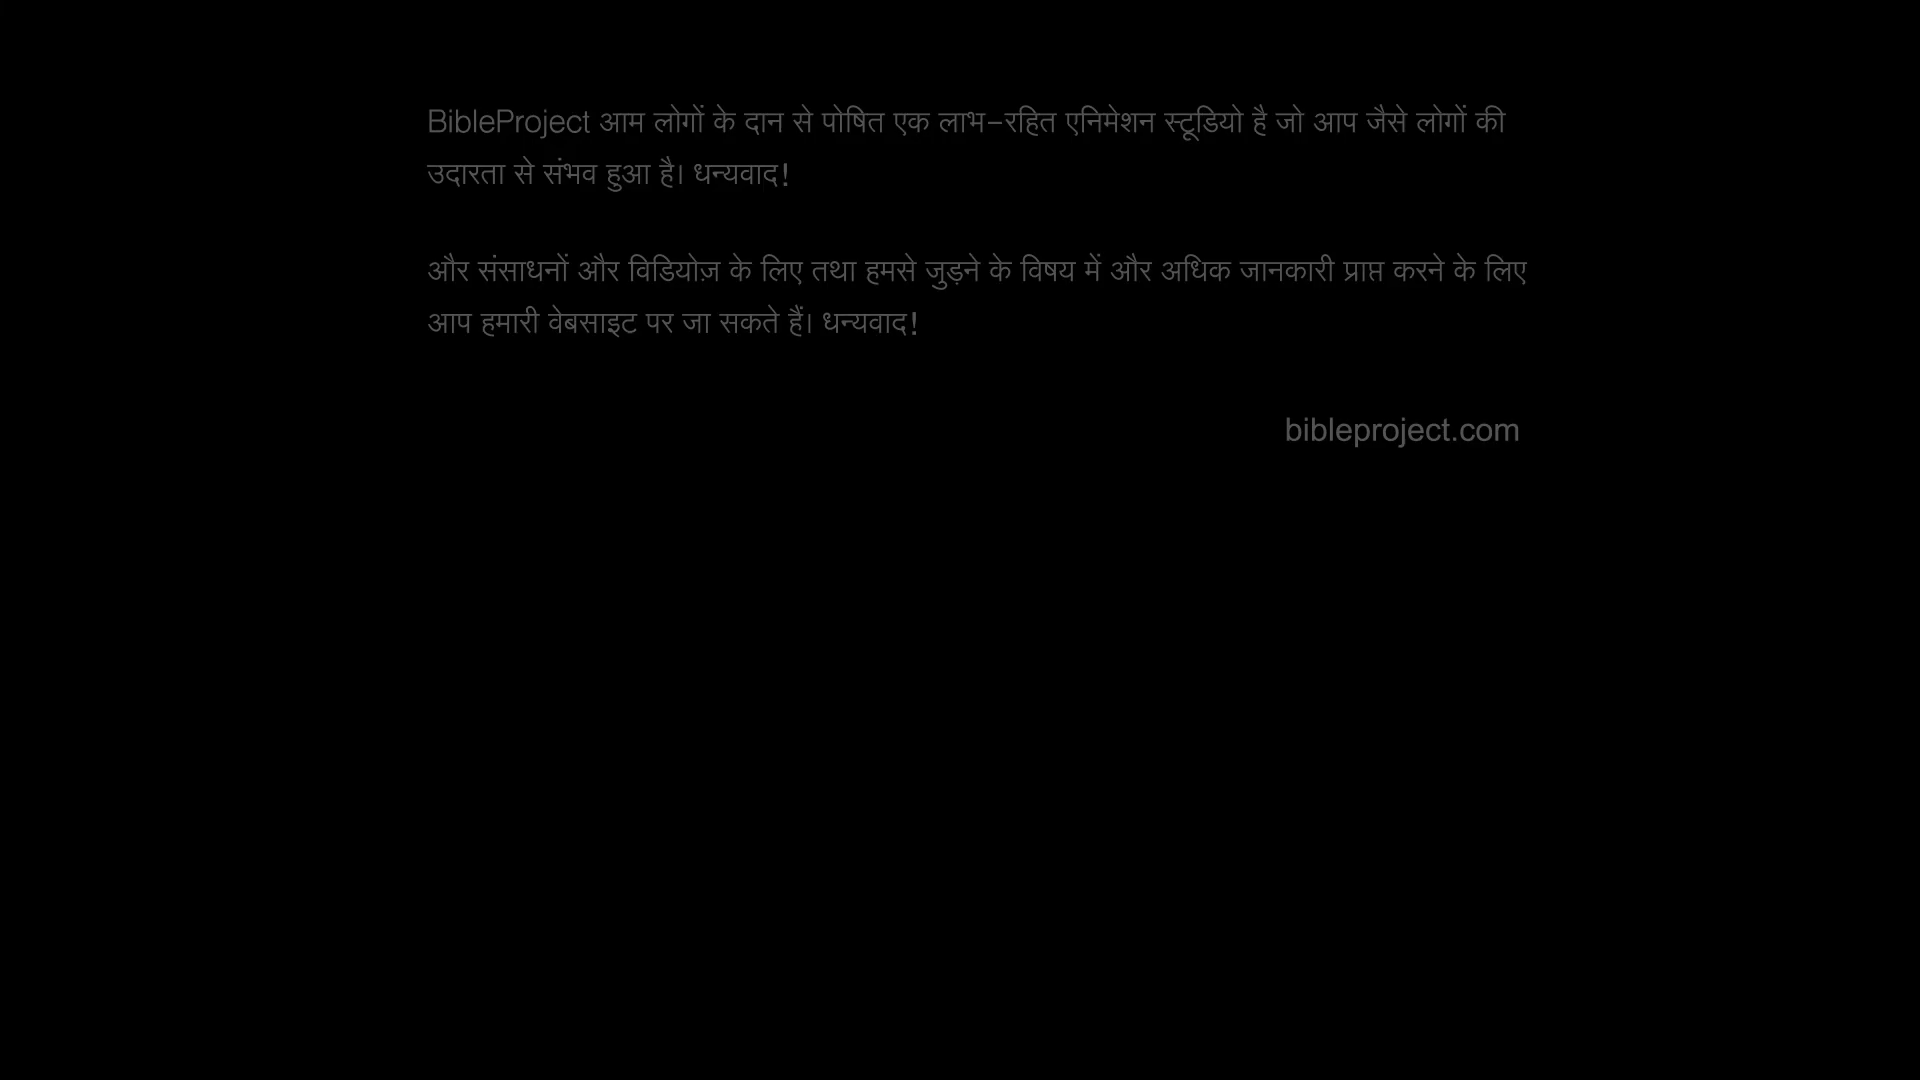 BibleProject आम लोगों के दान से पोषित एक लाभ-रहित एनिमेशन स्टूडियो है जो आप जैसे लोगों की
उदारता से संभव हुआ है। धन्यवाद!
और संसाधनों और विडियोज़ के लिए तथा हमसे जुड़ने के विषय में और अधिक जानकारी प्राप्त करने के लिए
आप हमारी वेबसाइट पर जा सकते हैं। धन्यवाद!
bibleproject.com